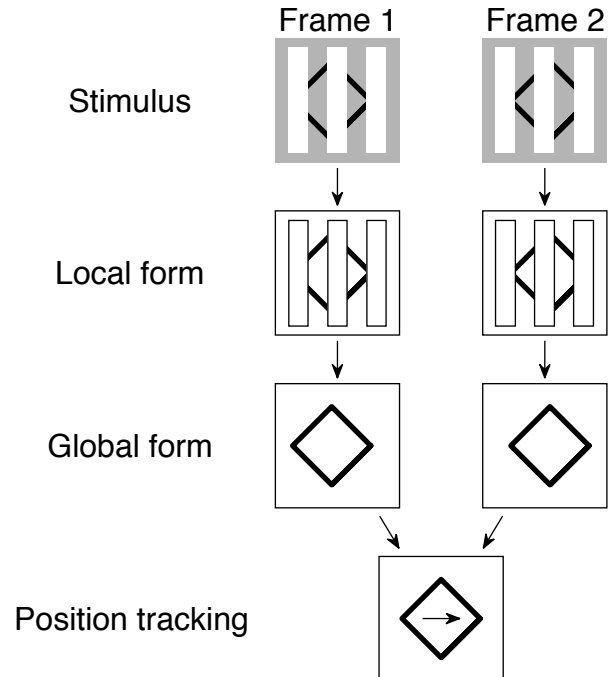 Frame 1 Frame 2
Stimulus
Local form
Global form
Position tracking